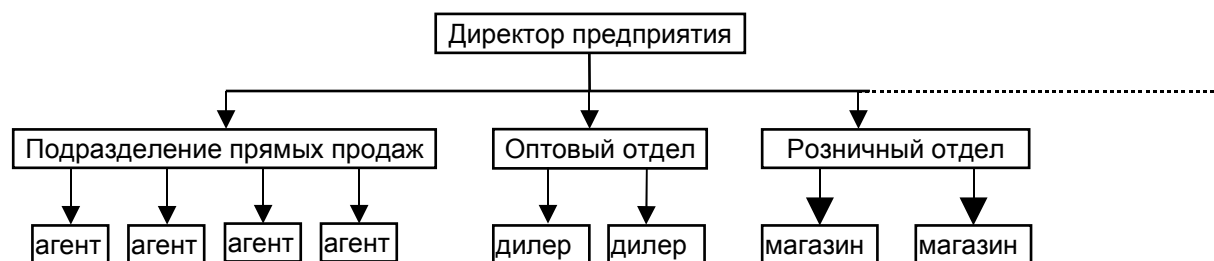 Директор предприятия
Подразделение прямых продаж Оптовый отдел Розничный отдел
агент агент агент агент дилер дилер магазин магазин